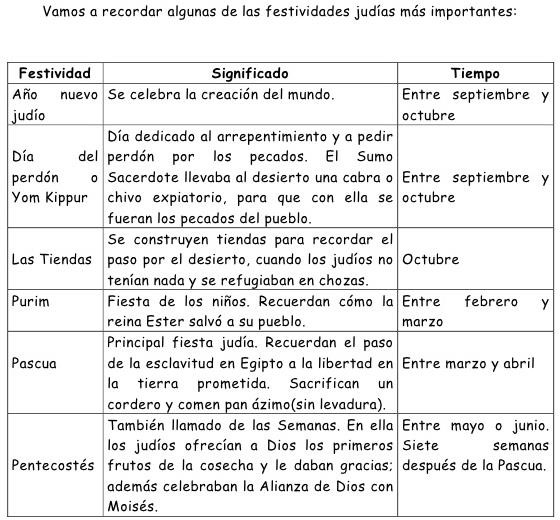 Vamos a recordar algunas de las festividades judías más importantes:
Festividad Significado Tiempo
Año nuevo judío
Se celebra la creación del mundo.
Entre septiembre y
octubre
Día del
perdón o
Yom Kippur
Día dedicado al arrepentimiento y a pedir
perdón por los pecados. El Sumo
Sacerdote llevaba al desierto una cabra o
chivo expiatorio, para que con ella se
fueran los pecados del pueblo.
Entre septiembre y
octubre
Las Tiendas
Se construyen tiendas para recordar el
paso por el desierto, cuando los judíos no
tenían nada y se refugiaban en chozas.
Octubre
Purim
Fiesta de los niños. Recuerdan cómo la
reina Ester salvó a su pueblo.
Entre febrero y
marzo
Pascua
Principal fiesta judía. Recuerdan el paso
de la esclavitud en Egipto a la libertad en
la tierra prometida. Sacrifican un
cordero y comen pan ázimo(sin levadura).
Entre marzo y abril
Pentecostés
También llamado de las Semanas. En ella
los judíos ofrecían a Dios los primeros
frutos de la cosecha y le daban gracias;
además celebraban la Alianza de Dios con
Moisés.
Entre mayo o junio.
Siete semanas
después de la Pascua.